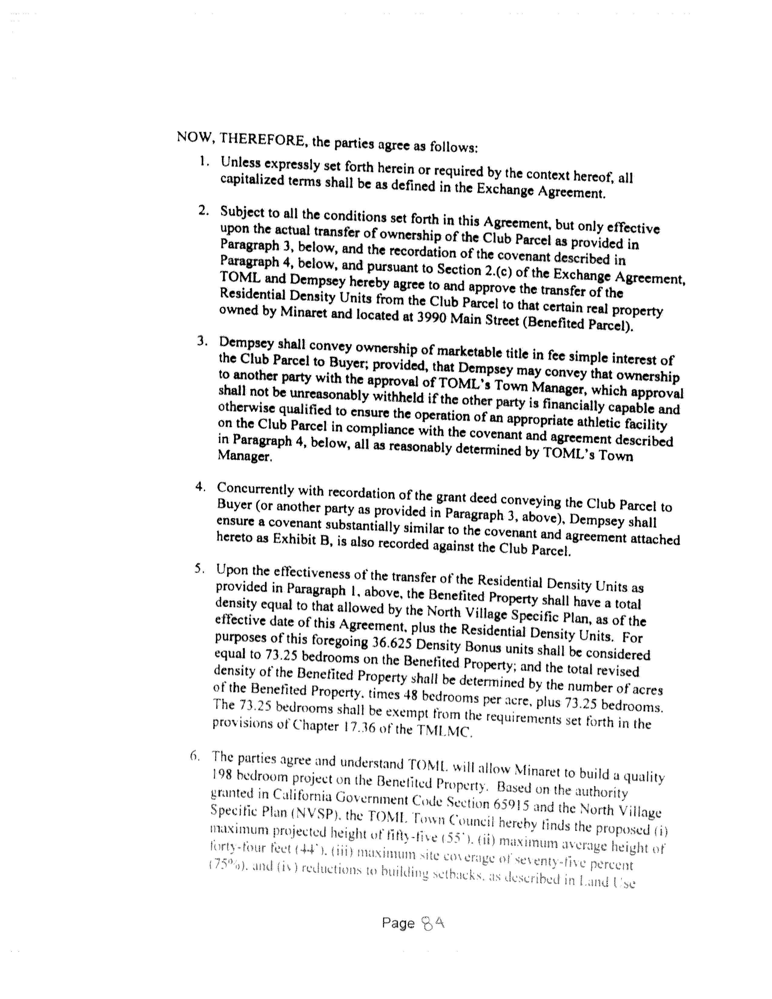 NOW, THEREFORE, the parties agree as follows:
1. Unless expressly set forth herein or required by the context hereof, all
capitalized terms shall be as defined in the Exchange Agreement.
2. Subject to all the conditions set forth in this Agreement, but only effective
upon the actual transfer of ownership of the Club Parcel as provided in
Paragraph 3, below, and the recordation of the covenant described in
Paragraph 4, below, and pursuant to Section 2.(c) of the Exchange Agreement,
TOML and Dempsey hereby agree to and approve the transfer of the
Residential Density Units from the Club Parcel to that certain real property
owned by Minaret and located at 3990 Main Street (Benefited Parcel).
3. Dempsey shall convey ownership of marketable title in fee simple interest of
the Club Parcel to Buyer; provided, that Dempsey may convey that ownership
to another party with the approval of TOML's Town Manager, which approval
shall not be unreasonably withheld if the other party is financially capable and
otherwise qualified to ensure the operation of an appropriate athletic facility
on the Club Parcel in compliance with the covenant and agreement described
in Paragraph 4, below, all as reasonably determined by TOML's Town
Manager.
4. Concurrently with recordation of the grant deed conveying the Club Parcel to
Buyer (or another party as provided in Paragraph 3, above), Dempsey shall
ensure a covenant substantially similar to the covenant and agreement attached
hereto as Exhibit B, is also recorded against the Club Parcel.
5. Upon the effectiveness of the transfer of the Residential Density Units as
provided in Paragraph 1, above, the Benefited Property shall have a total
density equal to that allowed by the North Village Specific Plan, as of the
effective date of this Agreement, plus the Residential Density Units. For
purposes of this foregoing 36.625 Density Bonus units shall be considered
equal to 73.25 bedrooms on the Benefited Property; and the total revised
density of the Benefited Property shall be determined by the number of acres
of the Benefited Property, times 48 bedrooms per acre, plus 73.25 bedrooms.
The 73.25 bedrooms shall be exempt from the requirements set forth in the
provisions of Chapter 17.36 of the TMLMC.
6. The parties agree and understand TOML will allow Minaret to build a quality
198 bedroom project on the Benefited Property. Based on the authority
granted in California Government Code Section 65915 and the North Village
Specific Plan (NVSP), the TOML Town Council hereby finds the proposed (i)
maximum projected height of fifty-five (55'), (ii) maximum average height of
forty-four feet (44'), (iii) maximum site coverage of seventy-five percent
(75%), and (iv) reductions to building setbacks, as described in Land Use
Page 84